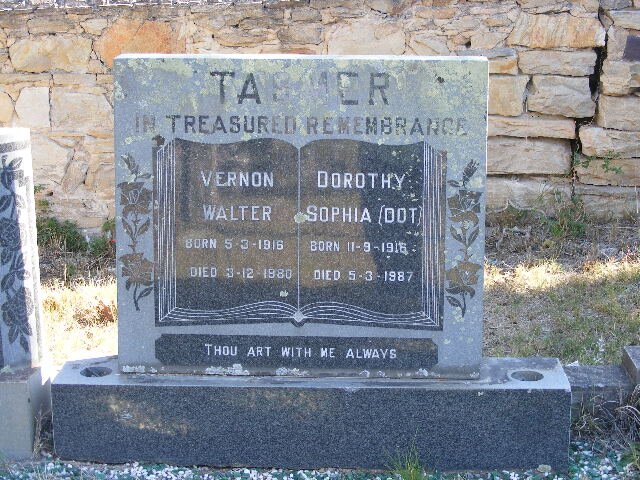 IN TREASURED REMEMBRANCE
VERNON
WALTER
BORN 5-3-1916
DIED 3-12-1980
DOROTHY
SOPHIA (DOT)
BORN 11-9-1916
DIED 5-3-1987
THOU ART WITH ME ALWAYS